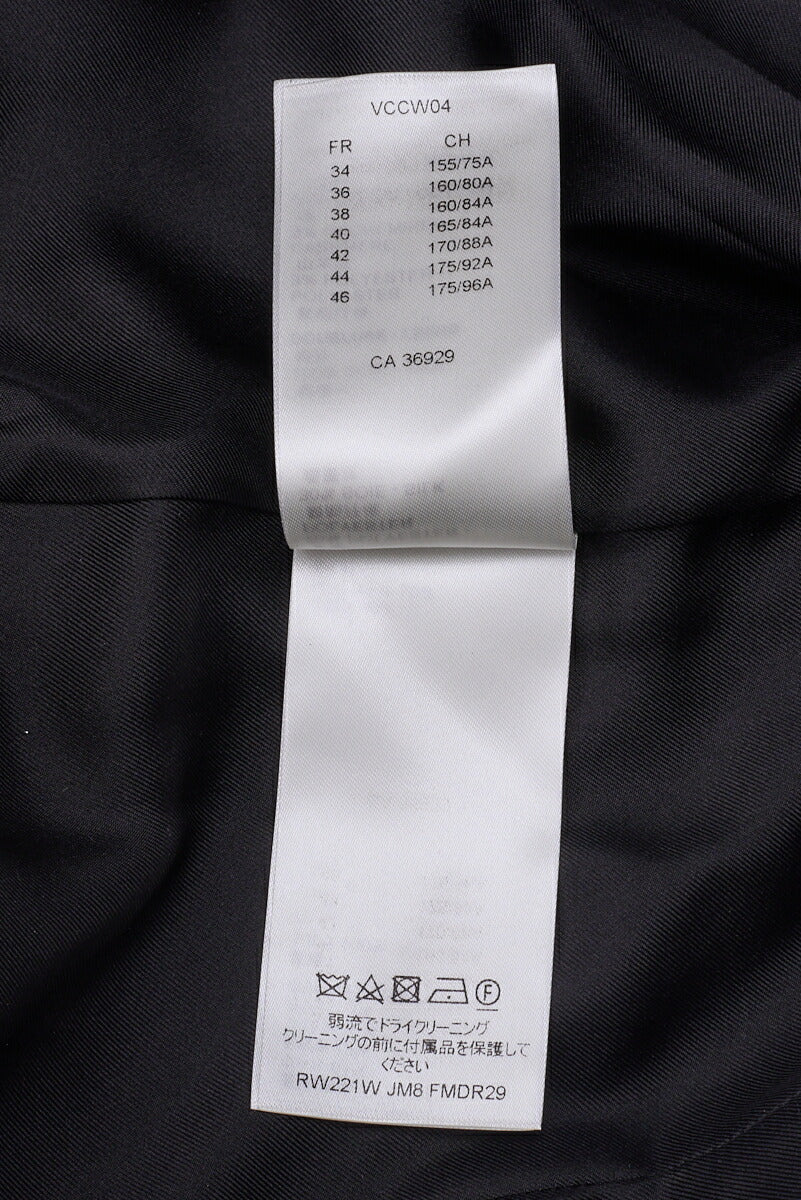 VCCW04
FR CH
34 155/75A
36 160/80A
38 160/84A
40 165/84A
42 170/88A
44 175/92A
46 175/96A
CA 36929
F
弱流でドライクリーニング
クリーニングの前に付属品を保護して
ください
RW221W JM8 FMDR29